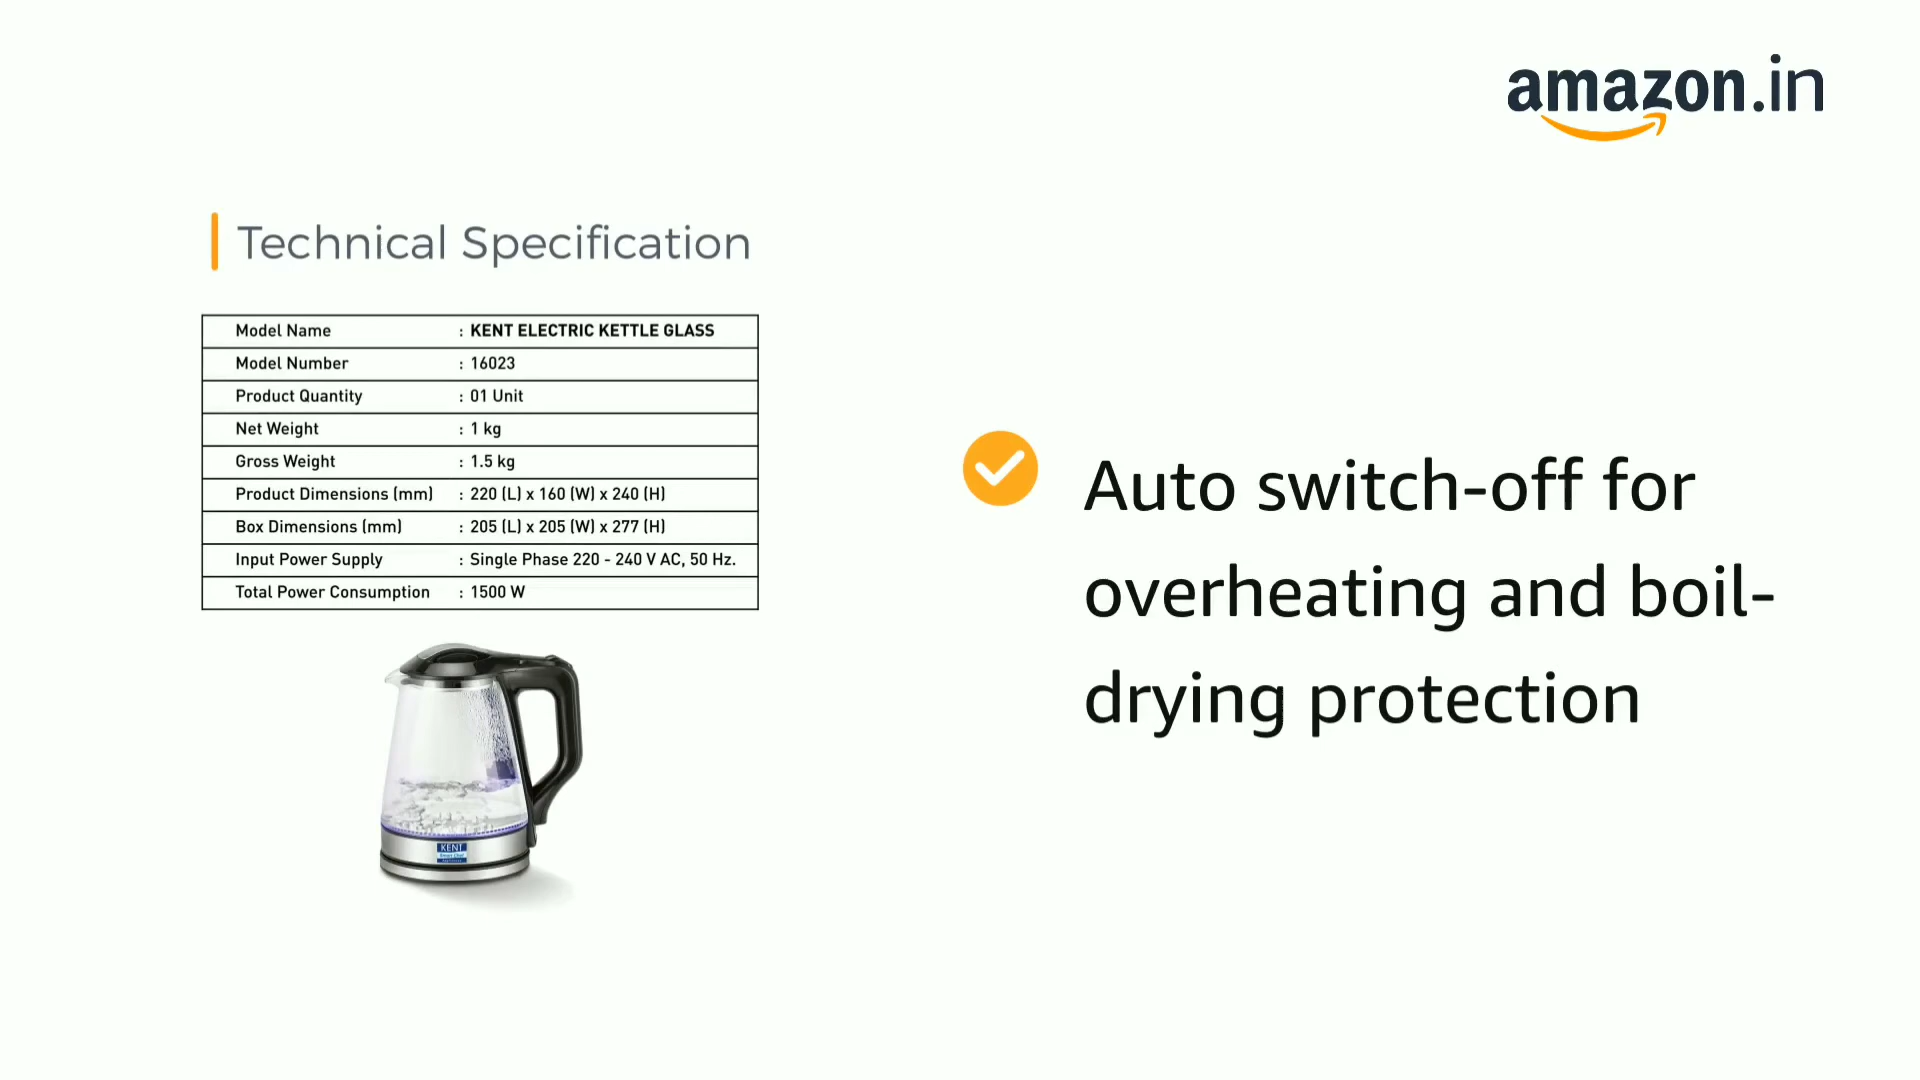 amazon.in
Technical Specification
Model Name : KENT ELECTRIC KETTLE GLASS
Model Number : 16023
Product Quantity : 01 Unit
Net Weight : 1 kg
Gross Weight : 1.5 kg
Product Dimensions (mm) : 220 (L) x 160 (W) x 240 (H)
Box Dimensions (mm) : 205 (L) x 205 (W) x 277 (H)
Input Power Supply : Single Phase 220 - 240 V AC, 50 Hz.
Total Power Consumption : 1500 W
KENT
Auto switch-off for
overheating and boil-
drying protection